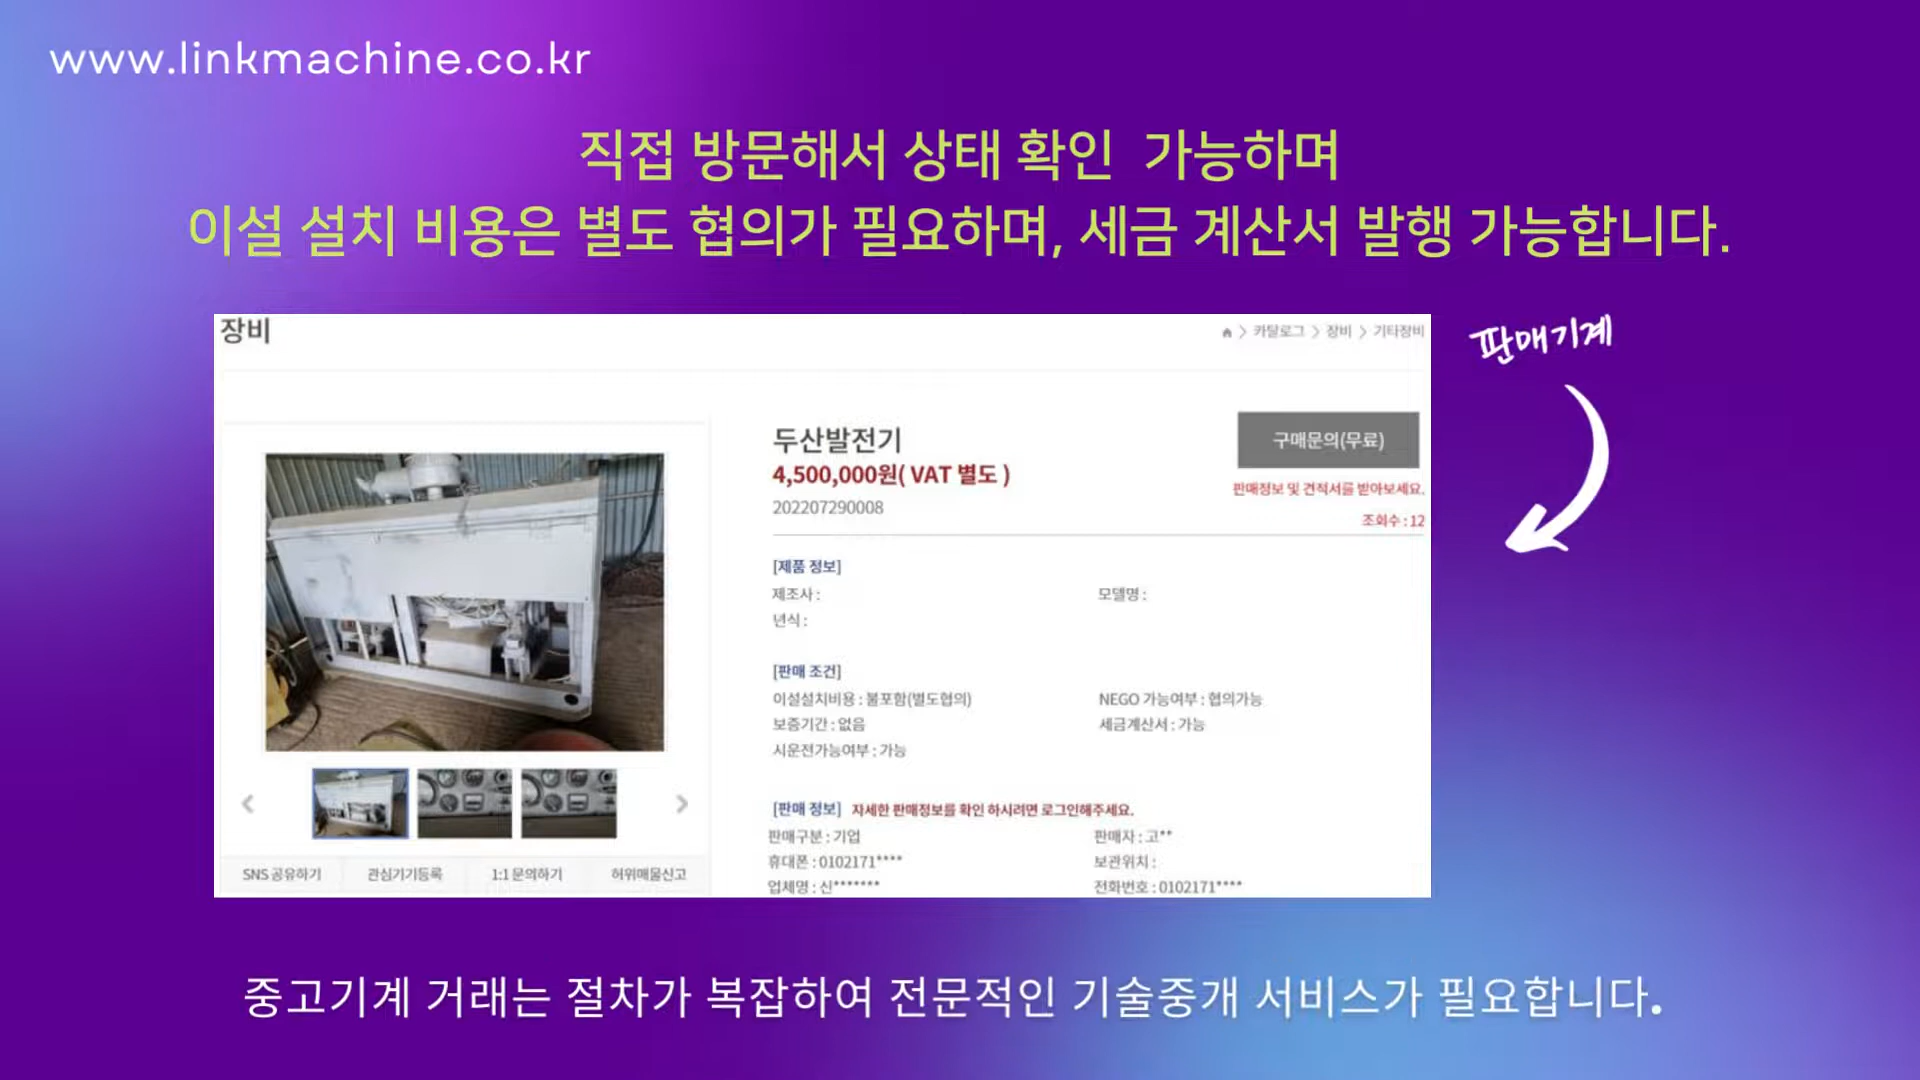 www.linkmachine.co.kr
직접 방문해서 상태 확인 가능하며
이설 설치 비용은 별도 협의가 필요하며, 세금 계산서 발행 가능합니다.
장비
카탈로그 > 장비 > 기타장비
판매기계
두산발전기
구매문의(무료)
4,500,000원( VAT 별도 )
판매정보 및 견적서를 받아보세요.
202207290008
조회수 : 12
[제품 정보]
제조사 :
모델명 :
년식 :
[판매 조건]
이설설치비용 : 불포함(별도협의)
NEGO 가능여부 : 협의가능
보증기간 : 없음
세금계산서 : 가능
시운전가능여부 : 가능
[판매 정보] 자세한 판매정보를 확인 하시려면 로그인해주세요.
판매구분 : 기업
판매자 : 고**
휴대폰 : 0102171****
보관위치 :
업체명 : 신*******
전화번호 : 0102171****
SNS 공유하기
관심기기등록
1:1 문의하기
허위매물신고
중고기계 거래는 절차가 복잡하여 전문적인 기술중개 서비스가 필요합니다.